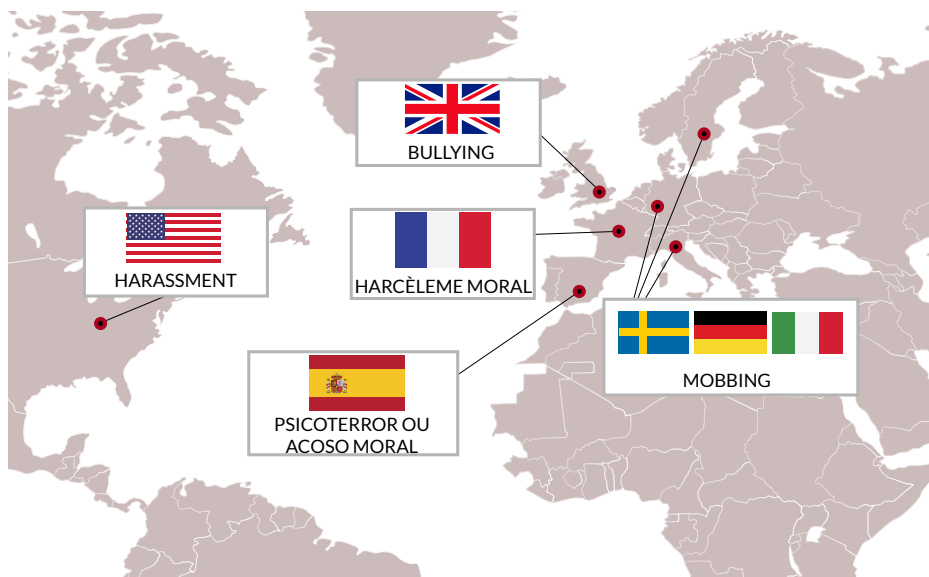 BULLYING
HARASSMENT
HARCÈLEME MORAL
PSICOTERROR OU
ACOSO MORAL
MOBBING